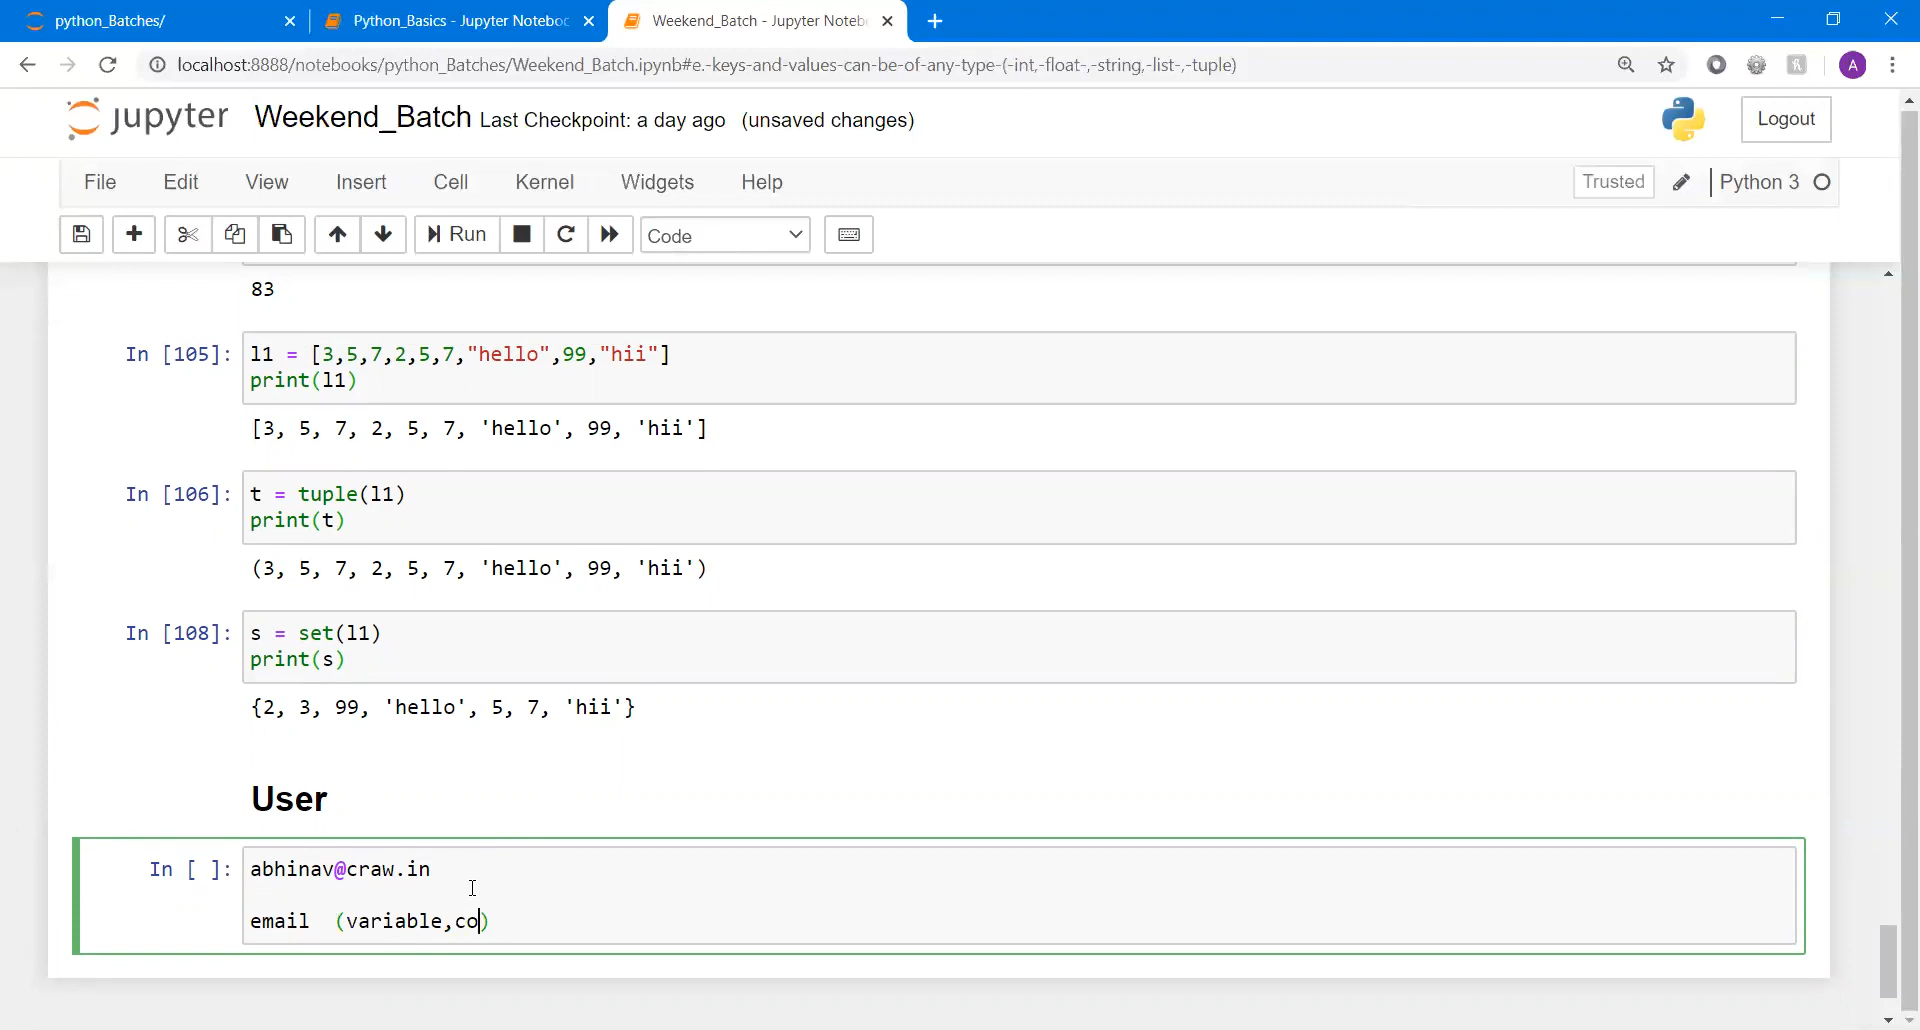 python_Batches/
Python_Basics - Jupyter Noteboo
Weekend_Batch - Jupyter Noteb
localhost:8888/notebooks/python_Batches/Weekend_Batch.ipynb#e.-keys-and-values-can-be-of-any-type-(-int,-float-,-string,-list-,-tuple)
A
jupyter Weekend_Batch Last Checkpoint: a day ago (unsaved changes)
Logout
File Edit View Insert Cell Kernel Widgets Help
Trusted
Python 3
Run
Code
83
In [105]: l1 = [3,5,7,2,5,7,"hello",99,"hii"]
print(l1)
[3, 5, 7, 2, 5, 7, 'hello', 99, 'hii']
In [106]: t = tuple(l1)
print(t)
(3, 5, 7, 2, 5, 7, 'hello', 99, 'hii')
In [108]: s = set(l1)
print(s)
{2, 3, 99, 'hello', 5, 7, 'hii'}
User
In [ ]: abhinav@craw.in
email  (variable,co)